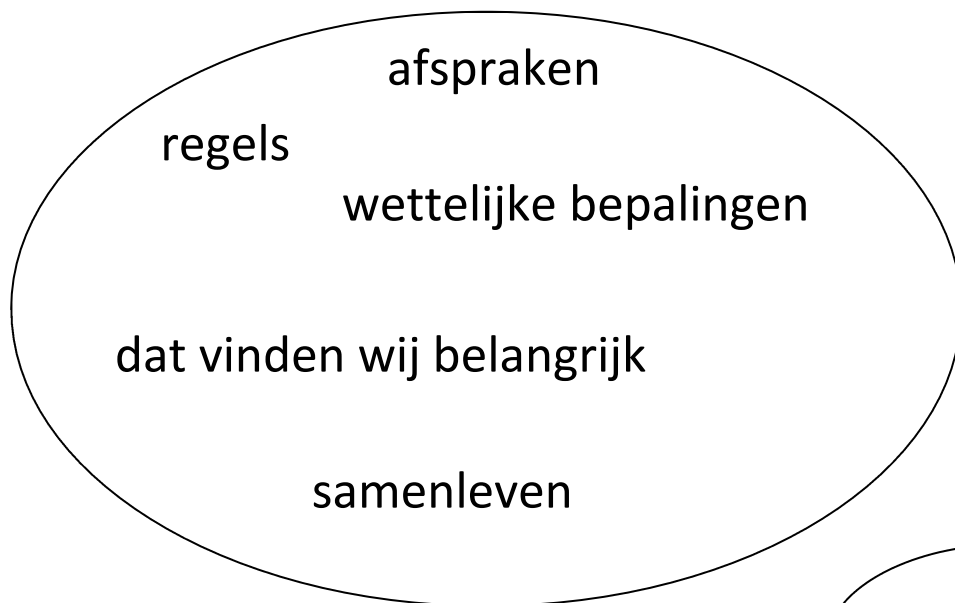 afspraken
regels
wettelijke bepalingen
dat vinden wij belangrijk
samenleven